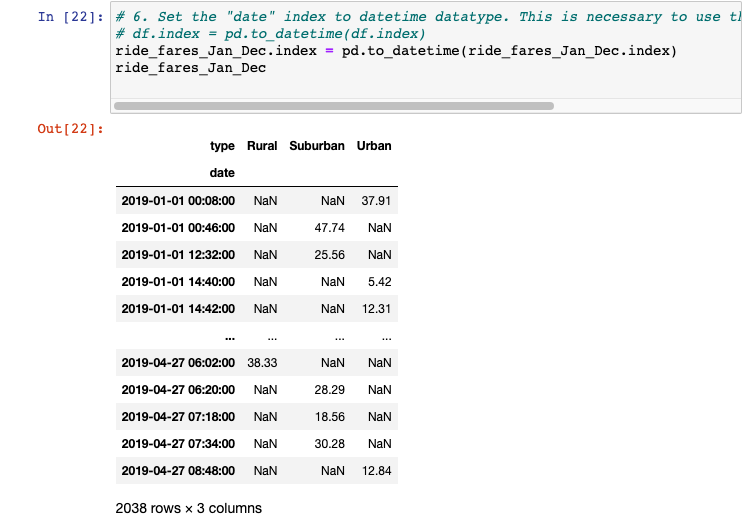 In [22]: # 6. Set the "date" index to datetime datatype. This is necessary to use
# df.index = pd.to_datetime(df.index)
ride_fares_Jan_Dec.index = pd.to_datetime(ride_fares_Jan_Dec.index)
ride_fares_Jan_Dec
Out[22]:
type Rural Suburban Urban
date
2019-01-01 00:08:00 NaN NaN 37.91
2019-01-01 00:46:00 NaN 47.74 NaN
2019-01-01 12:32:00 NaN 25.56 NaN
2019-01-01 14:40:00 NaN NaN 5.42
2019-01-01 14:42:00 NaN NaN 12.31
... ... ... ...
2019-04-27 06:02:00 38.33 NaN NaN
2019-04-27 06:20:00 NaN 28.29 NaN
2019-04-27 07:18:00 NaN 18.56 NaN
2019-04-27 07:34:00 NaN 30.28 NaN
2019-04-27 08:48:00 NaN NaN 12.84
2038 rows × 3 columns